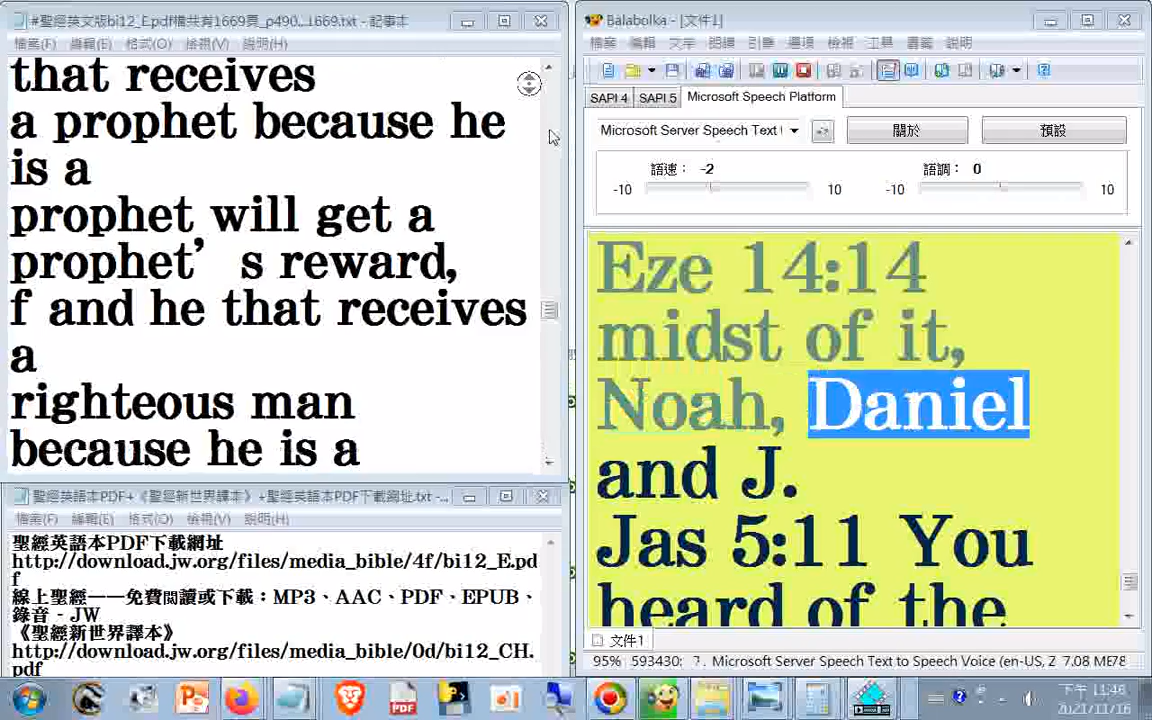 #聖經英文版bi12_E.pdf檔共有1669頁_p490,..1669.txt - 記事本
檔案(F) 編輯(E) 格式(O) 檢視(V) 說明(H)
that receives
a prophet because he
is a
prophet will get a
prophet’ s reward,
f and he that receives
a
righteous man
because he is a
聖經英語本PDF+《聖經新世界譯本》+聖經英語本PDF下載網址.txt - ...
檔案(F) 編輯(E) 格式(O) 檢視(V) 說明(H)
聖經英語本PDF下載網址
http://download.jw.org/files/media_bible/4f/bi12_E.pd
f
線上聖經——免費閱讀或下載：MP3、AAC、PDF、EPUB、
錄音 - JW
《聖經新世界譯本》
http://download.jw.org/files/media_bible/0d/bi12_CH.
pdf
Balabolka - [文件1]
檔案 編輯 文字 朗讀 引擎 選項 檢視 工具 書籤 說明
SAPI 4 SAPI 5 Microsoft Speech Platform
Microsoft Server Speech Text 關於 預設
語速： -2 語調： 0
-10 10 -10 10
Eze 14:14
midst of it,
Noah, Daniel
and J.
Jas 5:11 You
heard of the
文件1
95% 593430: ?. Microsoft Server Speech Text to Speech Voice (en-US, Z 7.08 ME78
下午 11:46
2021/11/16